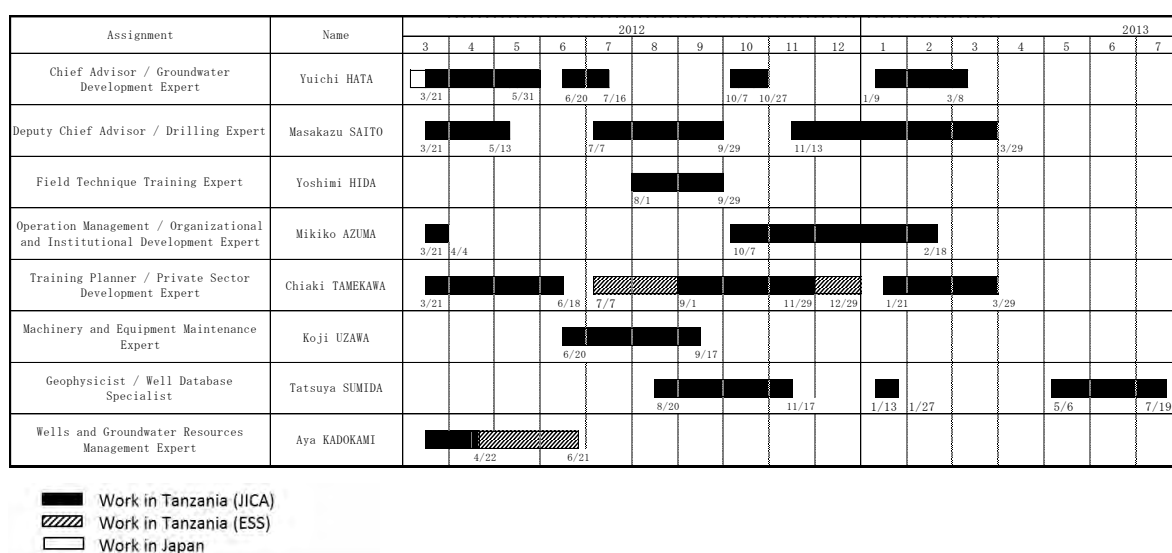 Assignment Name 2012 2013
3 4 5 6 7 8 9 10 11 12 1 2 3 4 5 6 7
Chief Advisor / Groundwater
Development Expert
Yuichi HATA
3/21 5/31 6/20 7/16 10/7 10/27 1/9 3/8
Deputy Chief Advisor / Drilling Expert Masakazu SAITO
3/21 5/13 7/7 9/29 11/13 3/29
Field Technique Training Expert Yoshimi HIDA
8/1 9/29
Operation Management / Organizational
and Institutional Development Expert
Mikiko AZUMA
3/21 4/4 10/7 2/18
Training Planner / Private Sector
Development Expert
Chiaki TAMEKAWA
3/21 6/18 7/7 9/1 11/29 12/29 1/21 3/29
Machinery and Equipment Maintenance
Expert
Koji UZAWA
6/20 9/17
Geophysicist / Well Database
Specialist
Tatsuya SUMIDA
8/20 11/17 1/13 1/27 5/6 7/19
Wells and Groundwater Resources
Management Expert
Aya KADOKAMI
4/22 6/21
Work in Tanzania (JICA)
Work in Tanzania (ESS)
Work in Japan